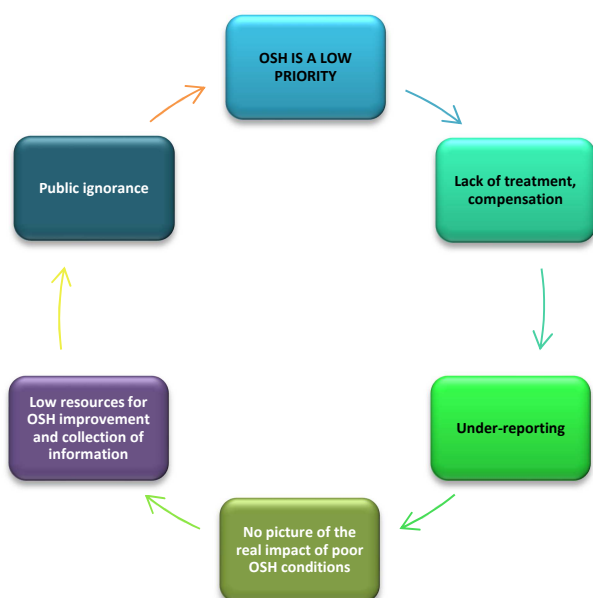 OSH IS A LOW
PRIORITY
Lack of treatment,
compensation
Under-reporting
No picture of the
real impact of poor
OSH conditions
Low resources for
OSH improvement
and collection of
information
Public ignorance